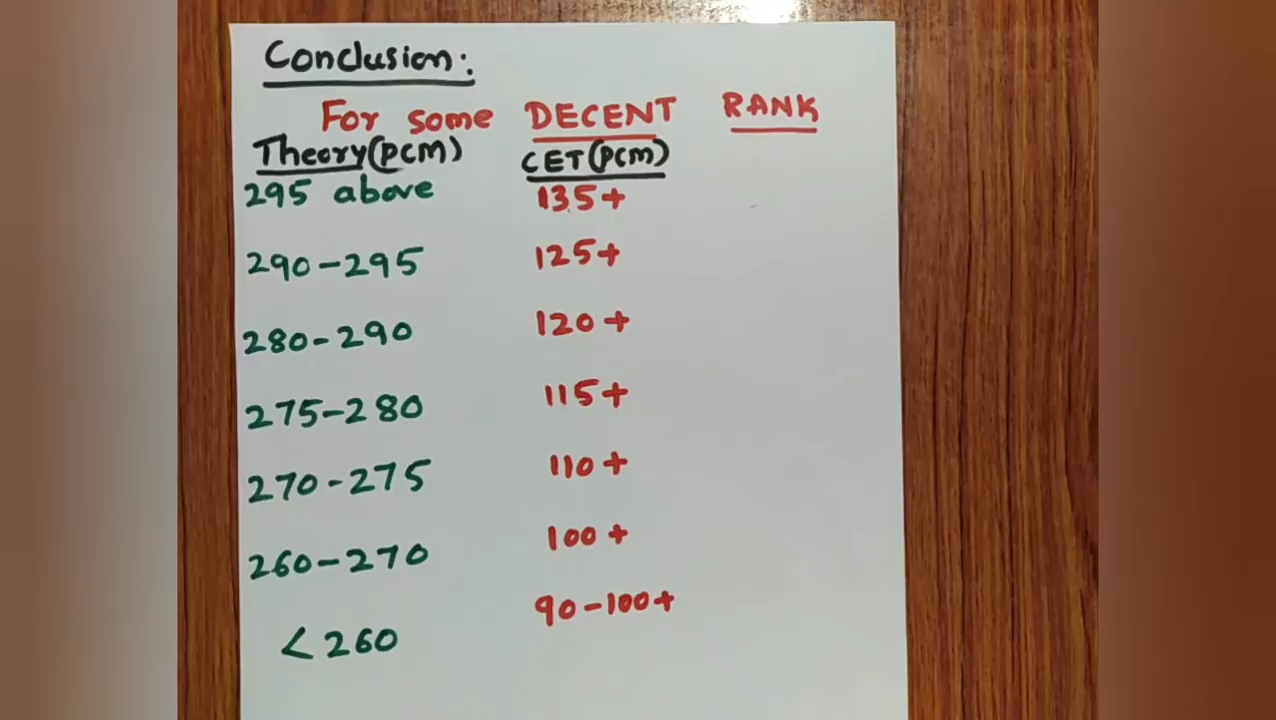 Conclusion:
For some DECENT RANK
Theory(PCM) CET(PCM)
295 above 135+
290-295 125+
280-290 120+
275-280 115+
270-275 110+
260-270 100+
<260 90-100+